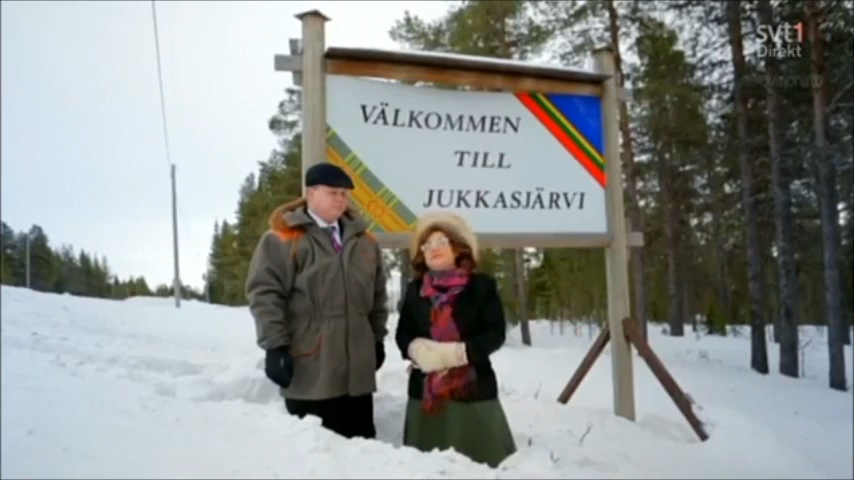 svt1
Direkt
VÄLKOMMEN
TILL
JUKKASJÄRVI